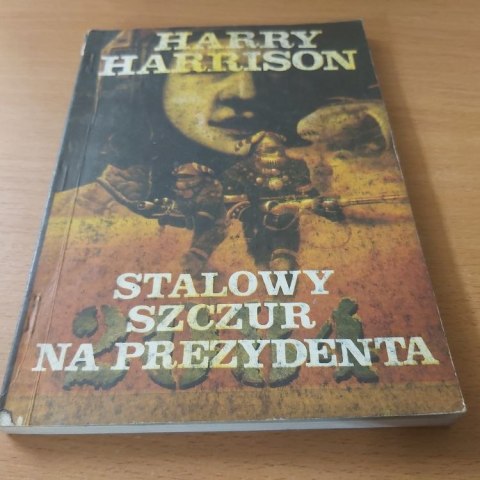 HARRY
HARRISON
STALOWY
SZCZUR
NA PREZYDENTA